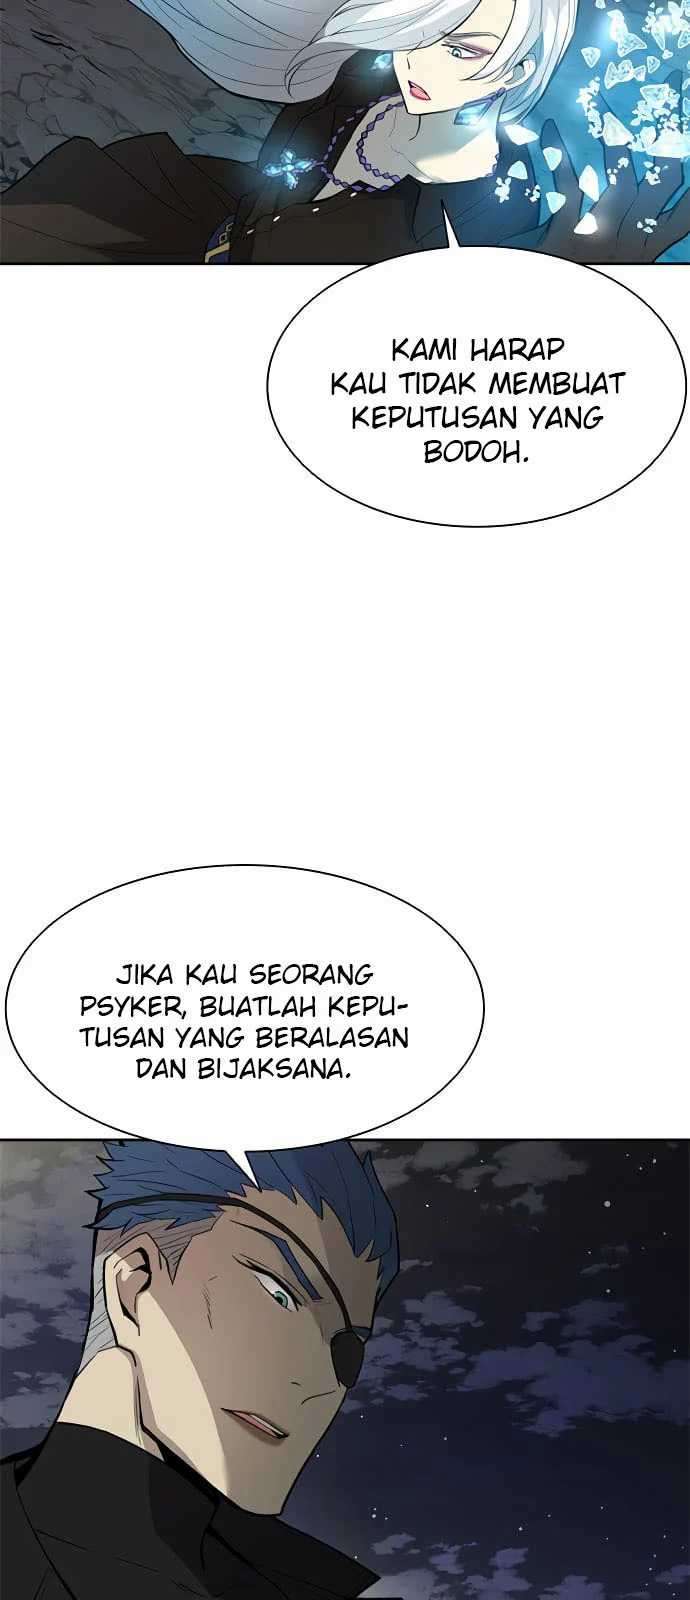 KAMI HARAP
KAU TIDAK MEMBUAT
KEPUTUSAN YANG
BODOH.
JIKA KAU SEORANG
PSYKER, BUATLAH KEPU-
TUSAN YANG BERALASAN
DAN BIJAKSANA.